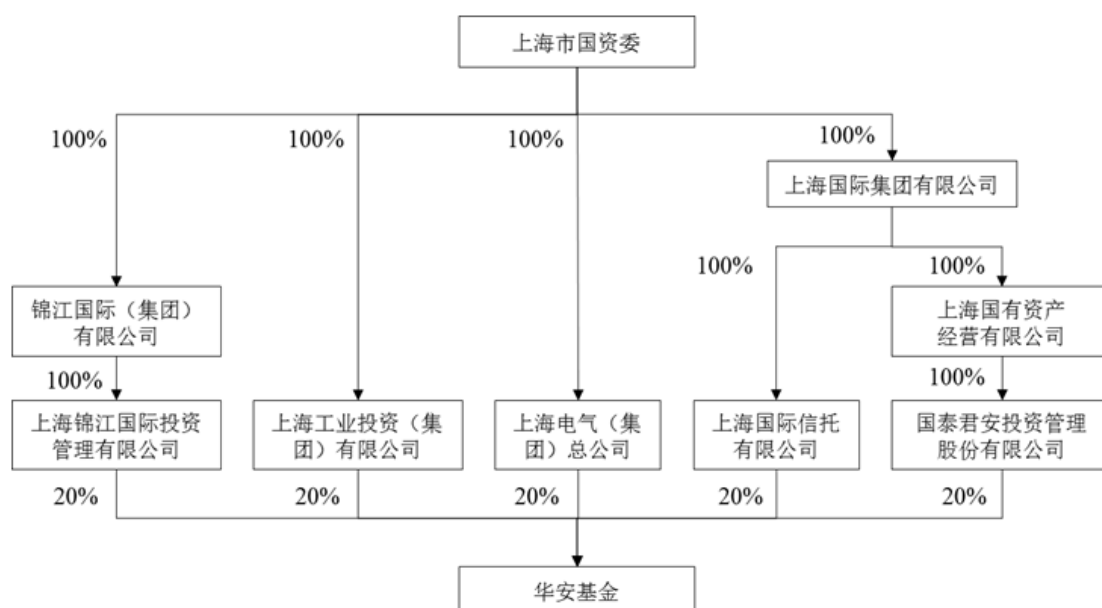 上海市国资委
100%
100%
100%
100%
上海国际集团有限公司
100%
100%
锦江国际（集团）
有限公司
上海国有资产
经营有限公司
100%
100%
上海锦江国际投资
管理有限公司
上海工业投资（集
团）有限公司
上海电气（集
团）总公司
上海国际信托
有限公司
国泰君安投资管理
股份有限公司
20%
20%
20%
20%
20%
华安基金